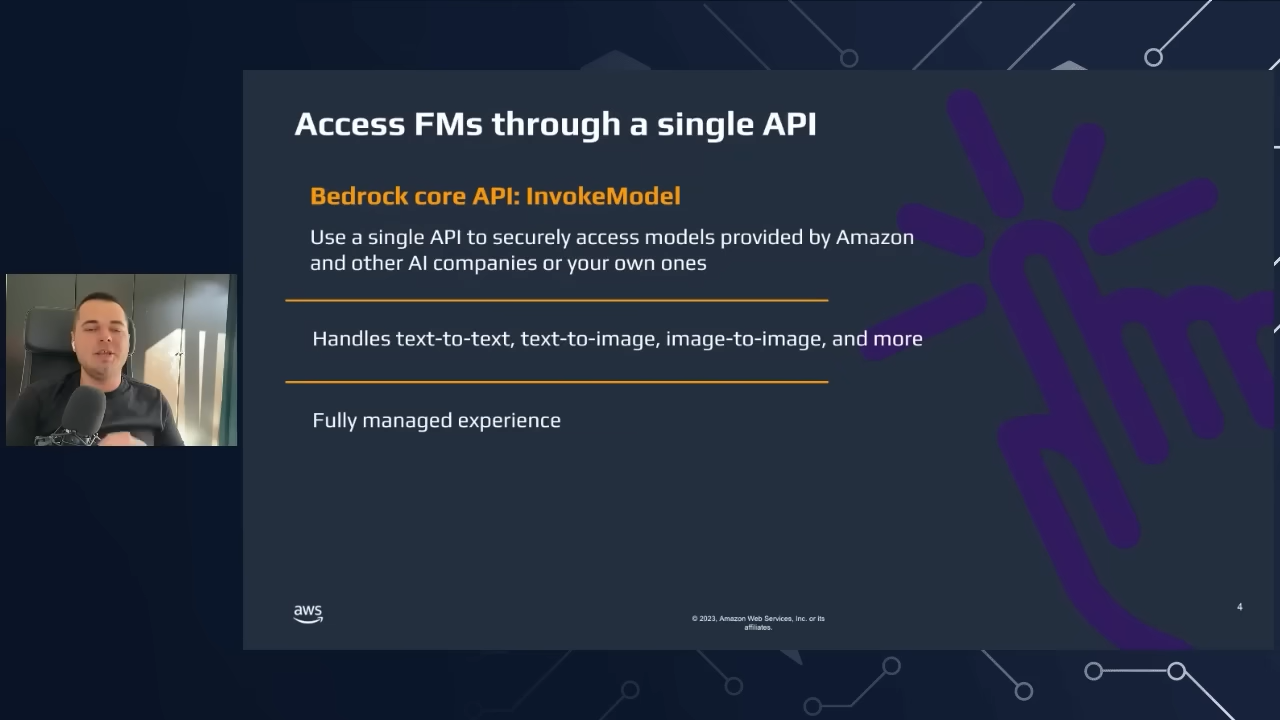 Access FMs through a single API
Bedrock core API: InvokeModel
Use a single API to securely access models provided by Amazon
and other AI companies or your own ones
Handles text-to-text, text-to-image, image-to-image, and more
Fully managed experience
aws
© 2023, Amazon Web Services, Inc. or its
affiliates.
4